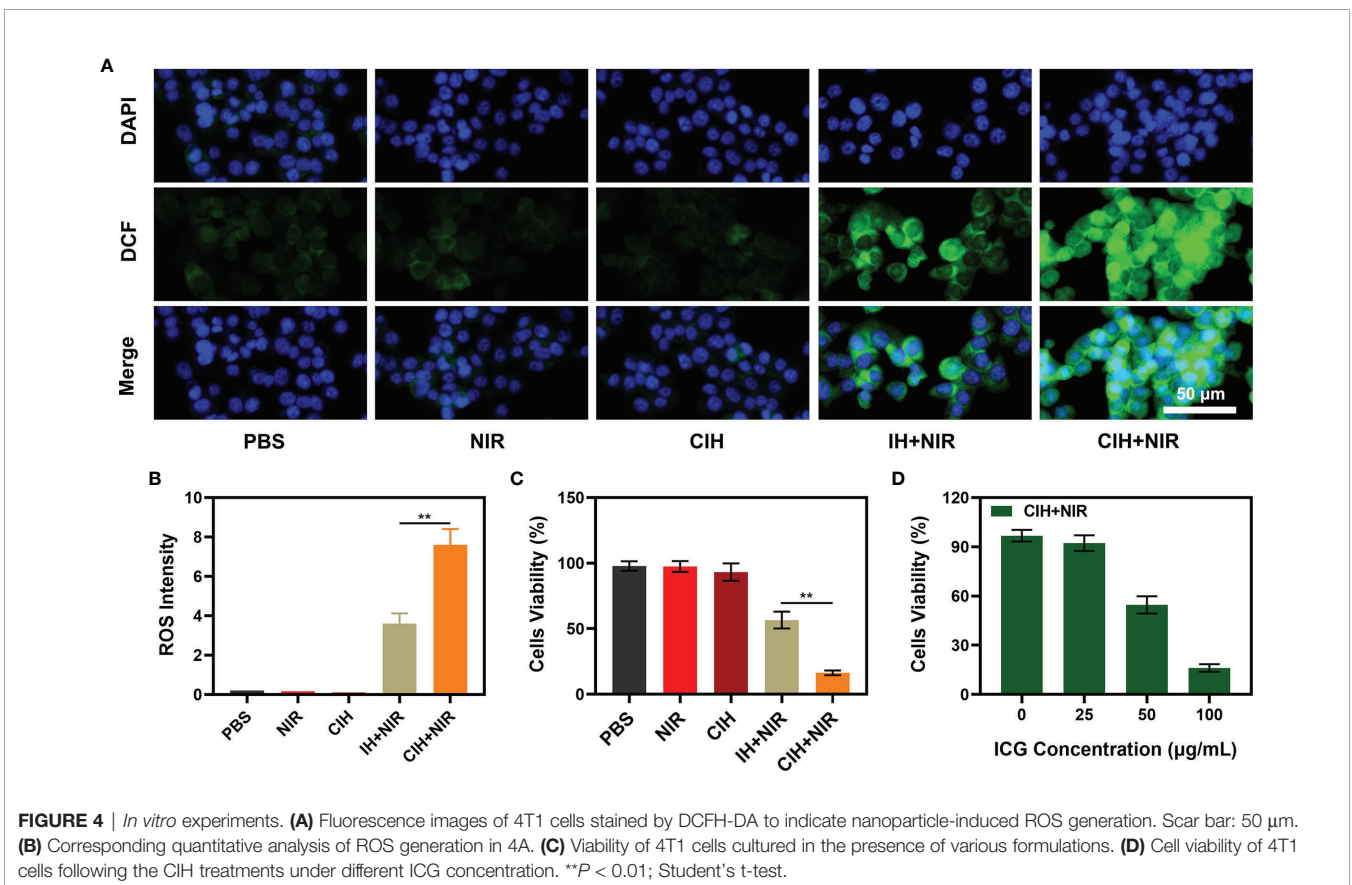 A
DAPI
DCF
Merge
50 μm
PBS
NIR
CIH
IH+NIR
CIH+NIR
B
ROS Intensity
10
8
6
4
2
0
**
PBS
NIR
CIH
IH+NIR
CIH+NIR
C
Cells Viability (%)
150
100
50
0
**
PBS
NIR
CIH
IH+NIR
CIH+NIR
D
Cells Viability (%)
120
90
60
30
0
CIH+NIR
0
25
50
100
ICG Concentration (μg/mL)
FIGURE 4 | In vitro experiments. (A) Fluorescence images of 4T1 cells stained by DCFH-DA to indicate nanoparticle-induced ROS generation. Scar bar: 50 μm.
(B) Corresponding quantitative analysis of ROS generation in 4A. (C) Viability of 4T1 cells cultured in the presence of various formulations. (D) Cell viability of 4T1
cells following the CIH treatments under different ICG concentration. **P < 0.01; Student’s t-test.